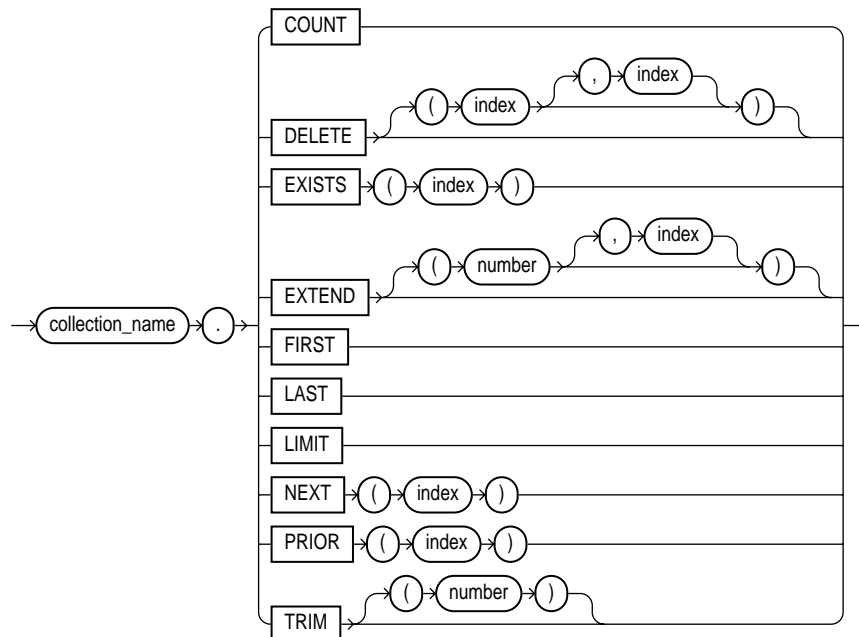 COUNT
, index
( index )
DELETE
EXISTS ( index )
, index
( number )
EXTEND
collection_name .
FIRST
LAST
LIMIT
NEXT ( index )
PRIOR ( index )
( number )
TRIM